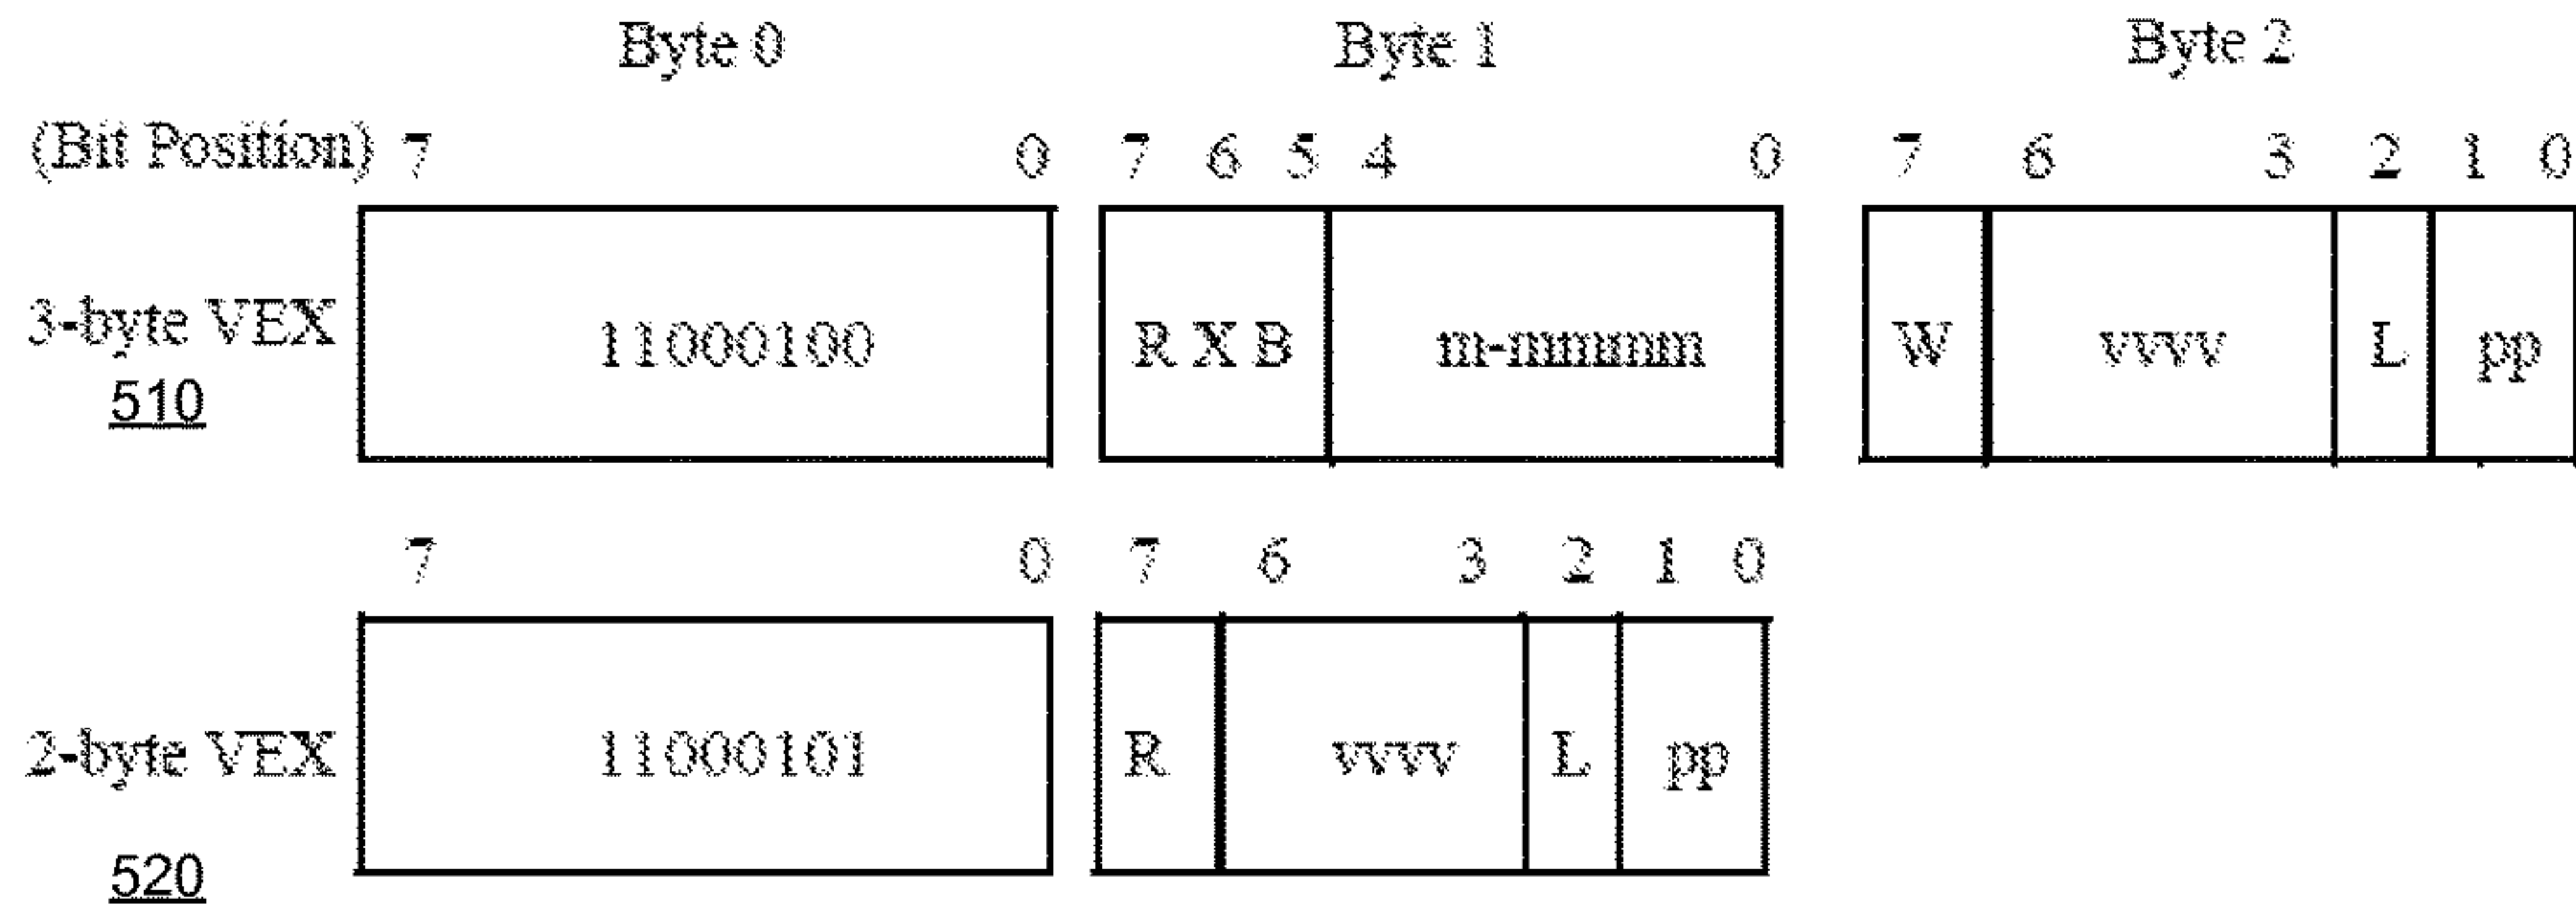 Byte 0 Byte 1 Byte 2
(Bit Position) 7 0 7 6 5 4 0 7 6 3 2 1 0
3-byte VEX 11000100 R X B m-mmmm W vvvv L pp
510
7 0 7 6 3 2 1 0
2-byte VEX 11000101 R vvvv L pp
520